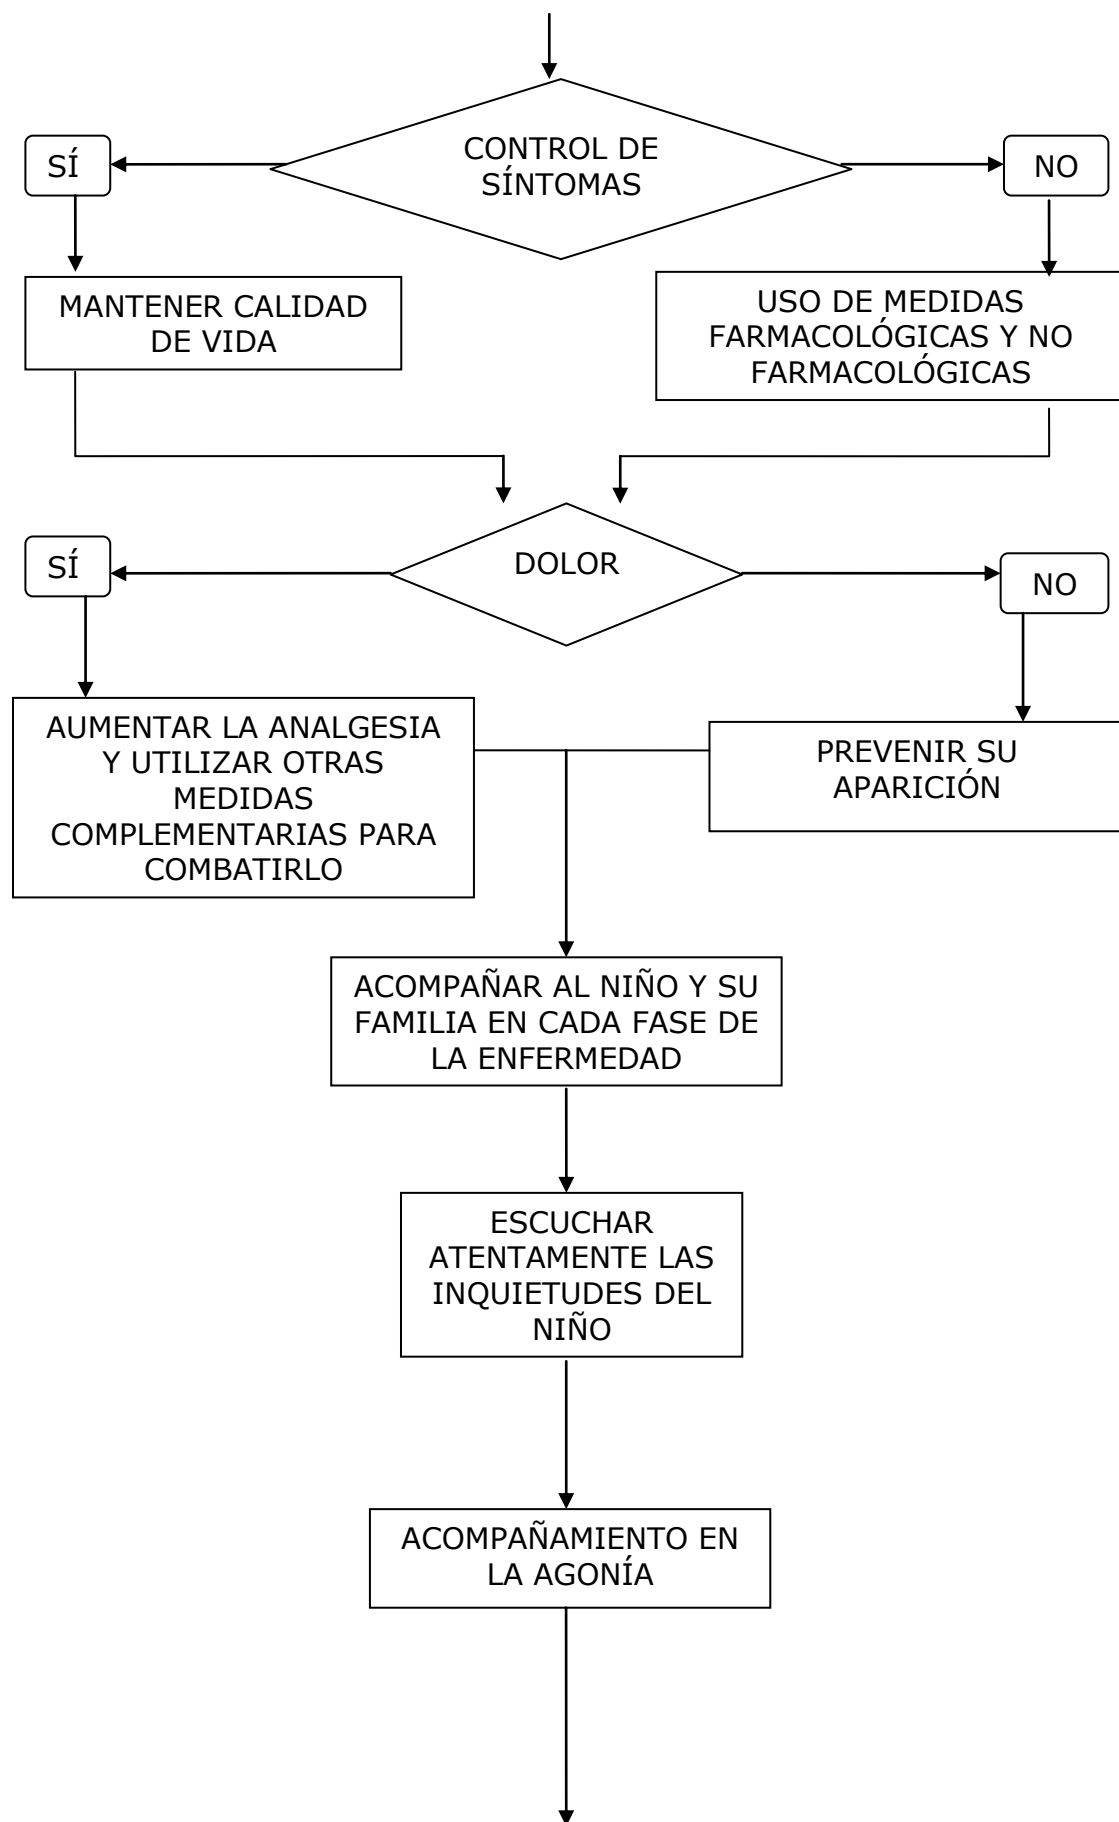 CONTROL DE
SÍNTOMAS
SÍ
NO
MANTENER CALIDAD
DE VIDA
USO DE MEDIDAS
FARMACOLÓGICAS Y NO
FARMACOLÓGICAS
DOLOR
SÍ
NO
AUMENTAR LA ANALGESIA
Y UTILIZAR OTRAS
MEDIDAS
COMPLEMENTARIAS PARA
COMBATIRLO
PREVENIR SU
APARICIÓN
ACOMPAÑAR AL NIÑO Y SU
FAMILIA EN CADA FASE DE
LA ENFERMEDAD
ESCUCHAR
ATENTAMENTE LAS
INQUIETUDES DEL
NIÑO
ACOMPAÑAMIENTO EN
LA AGONÍA